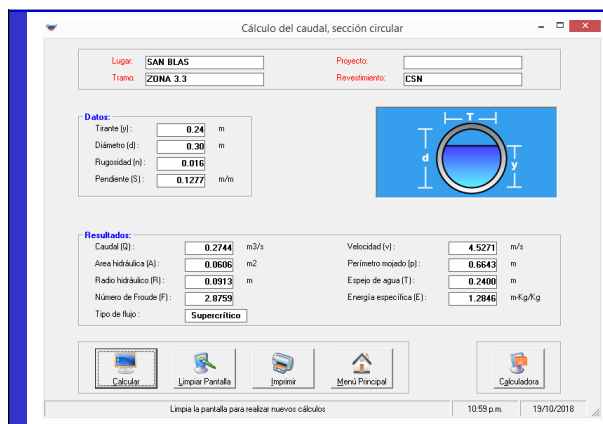 Cálculo del caudal, sección circular
Lugar: SAN BLAS Proyecto:
Tramo: ZONA 3.3 Revestimiento: CSN
Datos:
Tirante (y) : 0.24 m
Diámetro (d) : 0.30 m
Rugosidad (n) : 0.016
Pendiente (S) : 0.1277 m/m
T
d
y
Resultados:
Caudal (Q) : 0.2744 m3/s Velocidad (v) : 4.5271 m/s
Area hidráulica (A) : 0.0606 m2 Perímetro mojado (p) : 0.6643 m
Radio hidráulico (R) : 0.0913 m Espejo de agua (T) : 0.2400 m
Número de Froude (F) : 2.8759 Energía específica (E) : 1.2846 m-Kg/Kg
Tipo de flujo : Supercrítico
Calcular Limpiar Pantalla Imprimir Menú Principal Calculadora
Limpia la pantalla para realizar nuevos cálculos 10:59 p.m. 19/10/2018